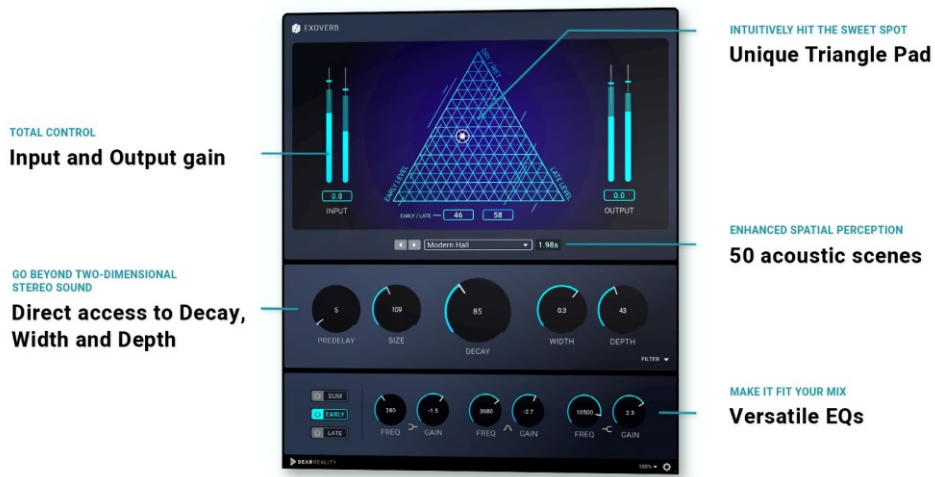 EXOVERB
INTUITIVELY HIT THE SWEET SPOT
Unique Triangle Pad
DRY / WET
TOTAL CONTROL
Input and Output gain
EARLY LEVEL
LATE LEVEL
0.0
INPUT
EARLY / LATE
46
58
0.0
OUTPUT
Modern Hall
1.98s
ENHANCED SPATIAL PERCEPTION
50 acoustic scenes
GO BEYOND TWO-DIMENSIONAL
STEREO SOUND
Direct access to Decay,
Width and Depth
5
PREDELAY
109
SIZE
85
DECAY
0.3
WIDTH
43
DEPTH
FILTER
MAKE IT FIT YOUR MIX
Versatile EQs
SUM
EARLY
LATE
280
FREQ
-1.5
GAIN
3680
FREQ
-2.7
GAIN
10500
FREQ
2.3
GAIN
DEARREALITY
100%